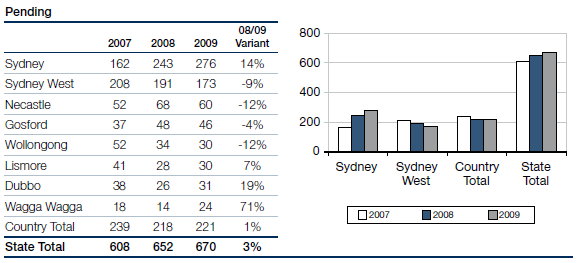 Pending
08/09
2007 2008 2009 Variant
Sydney 162 243 276 14%
Sydney West 208 191 173 -9%
Necastle 52 68 60 -12%
Gosford 37 48 46 -4%
Wollongong 52 34 30 -12%
Lismore 41 28 30 7%
Dubbo 38 26 31 19%
Wagga Wagga 18 14 24 71%
Country Total 239 218 221 1%
State Total 608 652 670 3%
800
600
400
200
0
Sydney Sydney Country State
West Total Total
2007 2008 2009